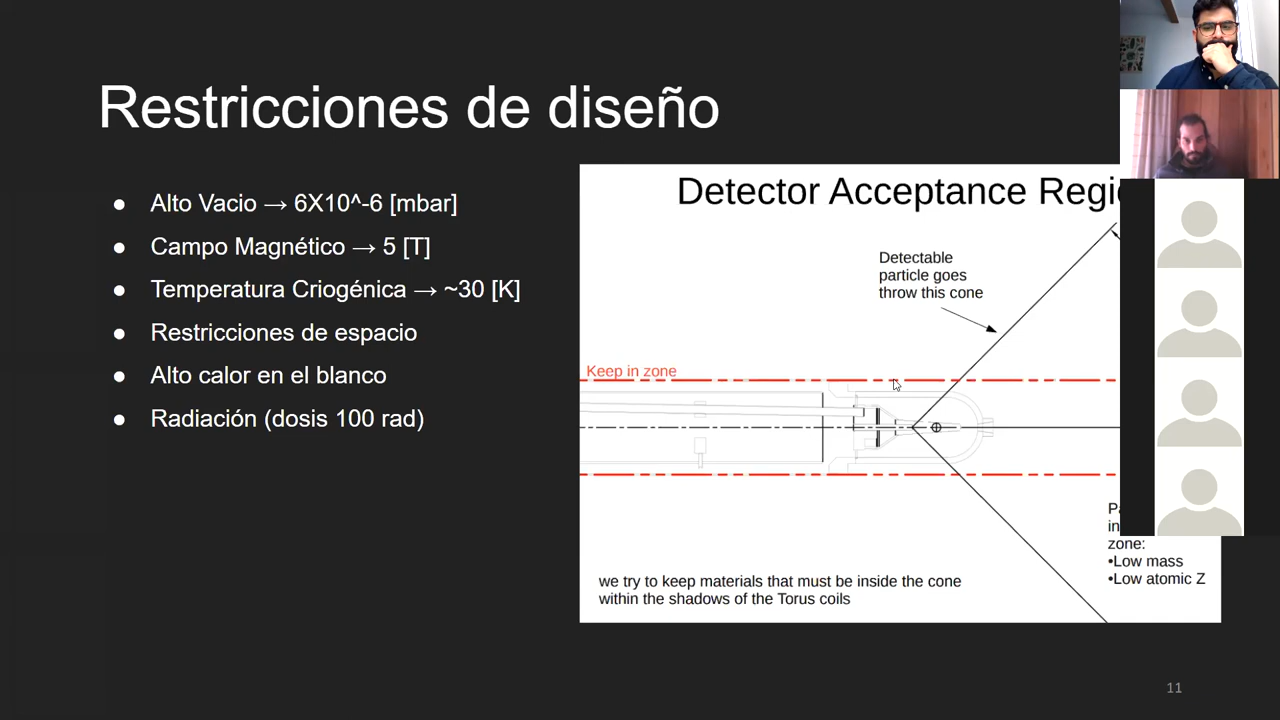 Restricciones de diseño
● Alto Vacio → 6X10^-6 [mbar]
● Campo Magnético → 5 [T]
● Temperatura Criogénica → ~30 [K]
● Restricciones de espacio
● Alto calor en el blanco
● Radiación (dosis 100 rad)
Detector Acceptance
Detectable
particle goes
throw this cone
Keep in zone
zone:
•Low mass
•Low atomic Z
we try to keep materials that must be inside the cone
within the shadows of the Torus coils
11